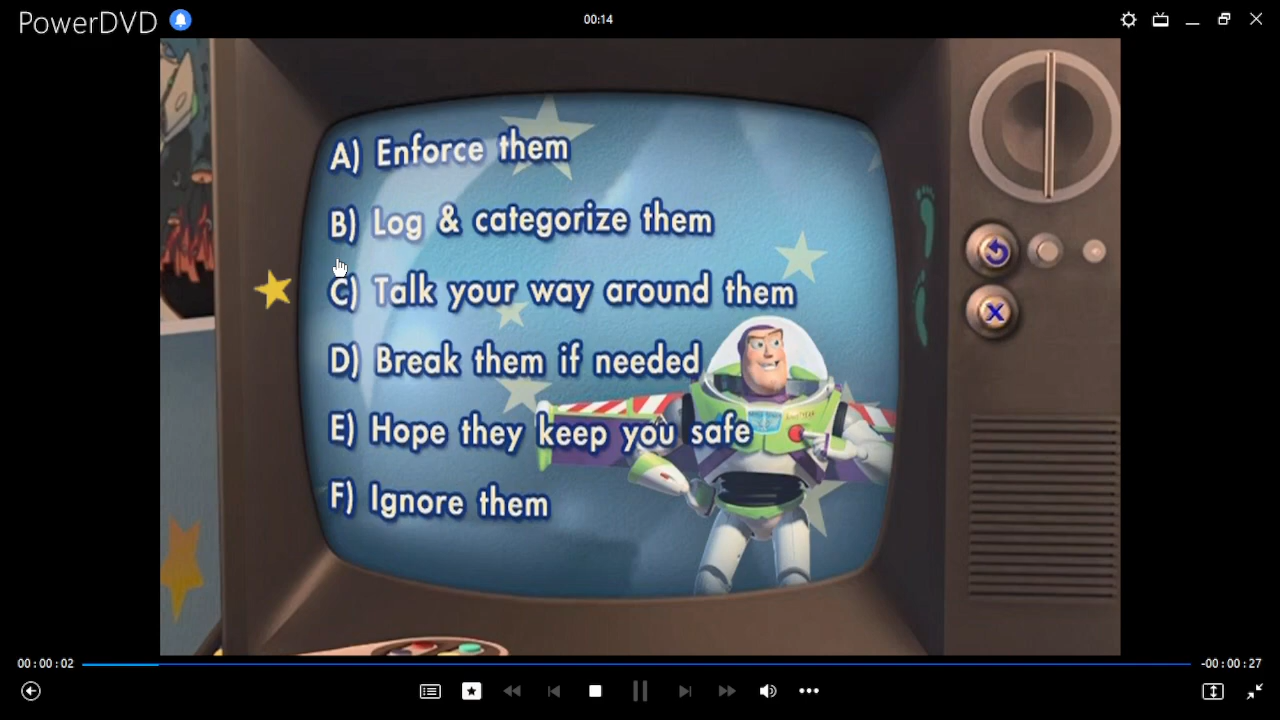 PowerDVD
00:14
A) Enforce them
B) Log & categorize them
C) Talk your way around them
D) Break them if needed
E) Hope they keep you safe
F) Ignore them
00:00:02
-00:00:27